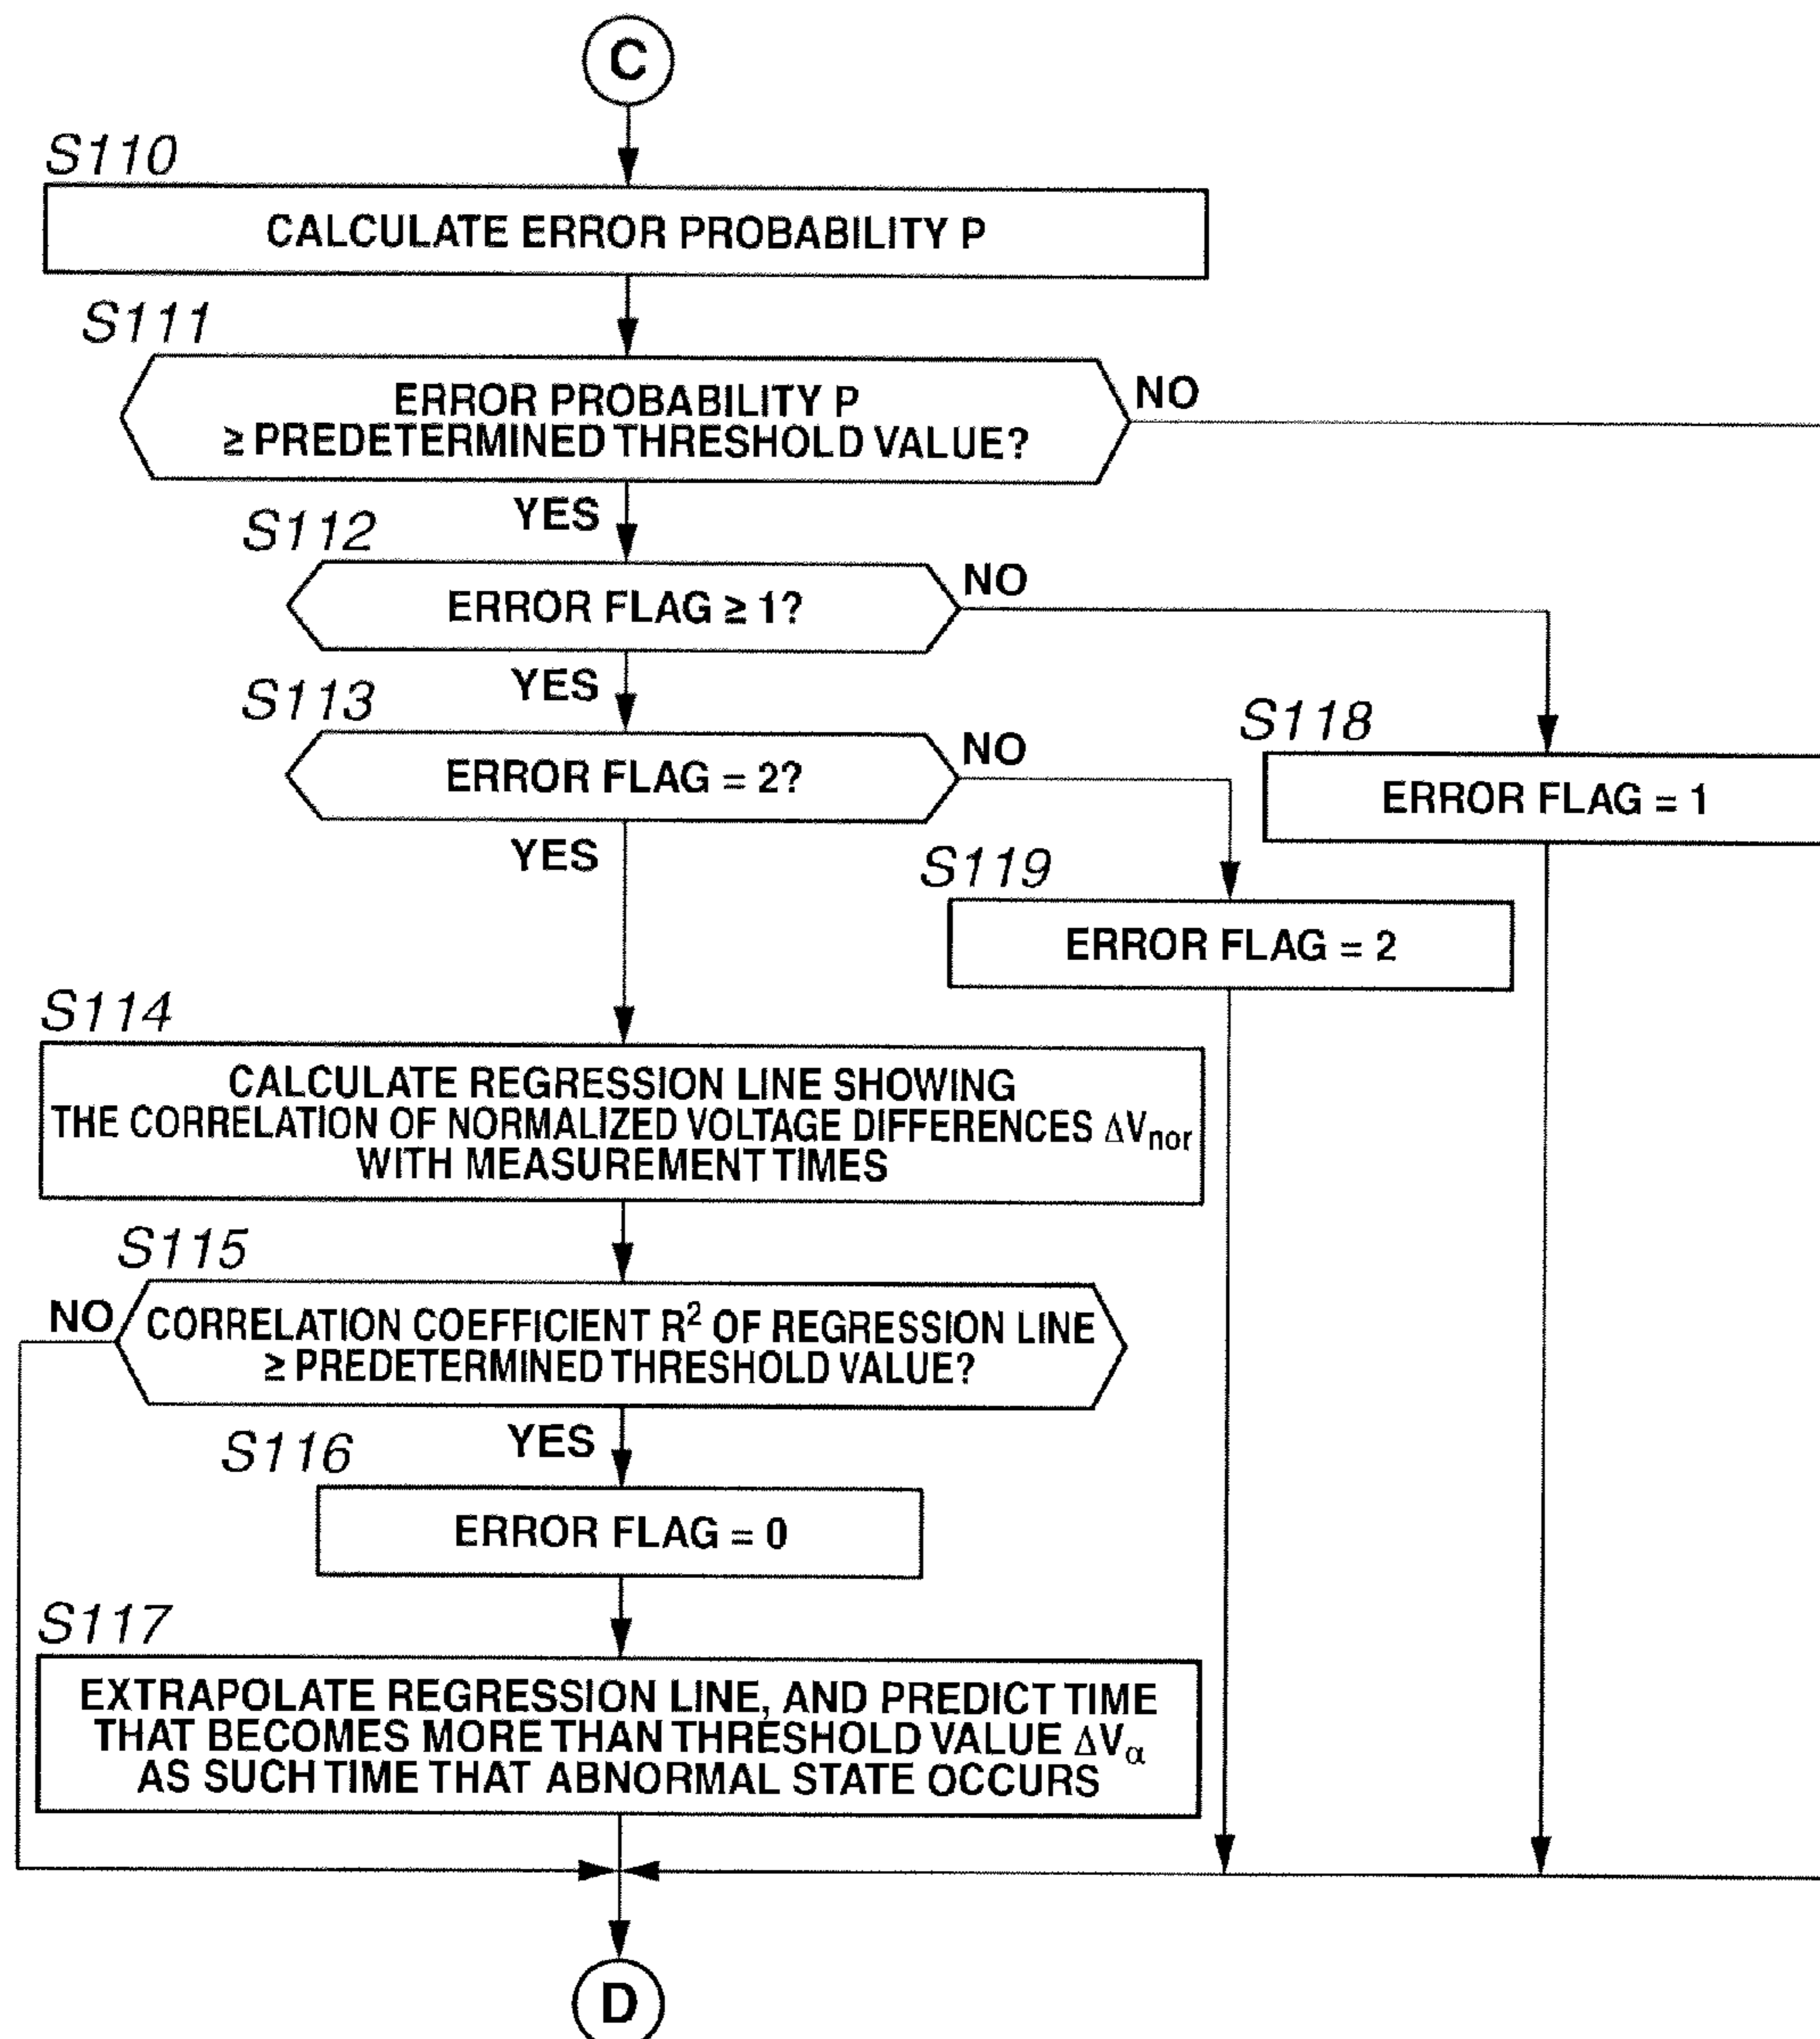 C
S110
CALCULATE ERROR PROBABILITY P
S111
ERROR PROBABILITY P
≥ PREDETERMINED THRESHOLD VALUE?
NO
YES
S112
ERROR FLAG ≥ 1?
NO
YES
S113
ERROR FLAG = 2?
NO
YES
S118
ERROR FLAG = 1
S119
ERROR FLAG = 2
S114
CALCULATE REGRESSION LINE SHOWING
THE CORRELATION OF NORMALIZED VOLTAGE DIFFERENCES ΔVnor
WITH MEASUREMENT TIMES
S115
NO
CORRELATION COEFFICIENT R² OF REGRESSION LINE
≥ PREDETERMINED THRESHOLD VALUE?
YES
S116
ERROR FLAG = 0
S117
EXTRAPOLATE REGRESSION LINE, AND PREDICT TIME
THAT BECOMES MORE THAN THRESHOLD VALUE ΔVα
AS SUCH TIME THAT ABNORMAL STATE OCCURS
D